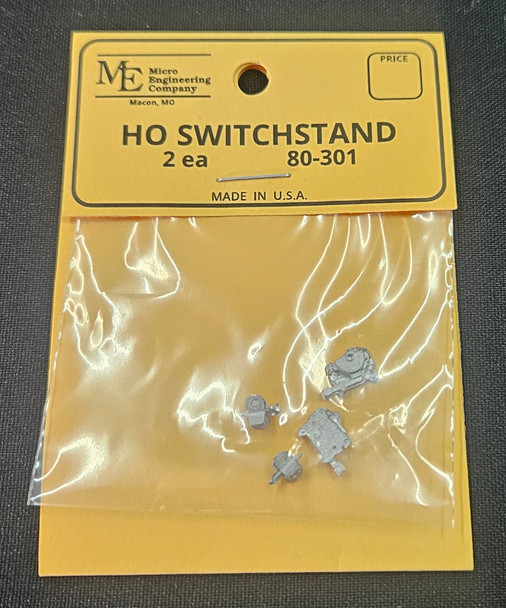 ME Micro
Engineering
Company
Macon, MO
PRICE
HO SWITCHSTAND
2 ea 80-301
MADE IN U.S.A.